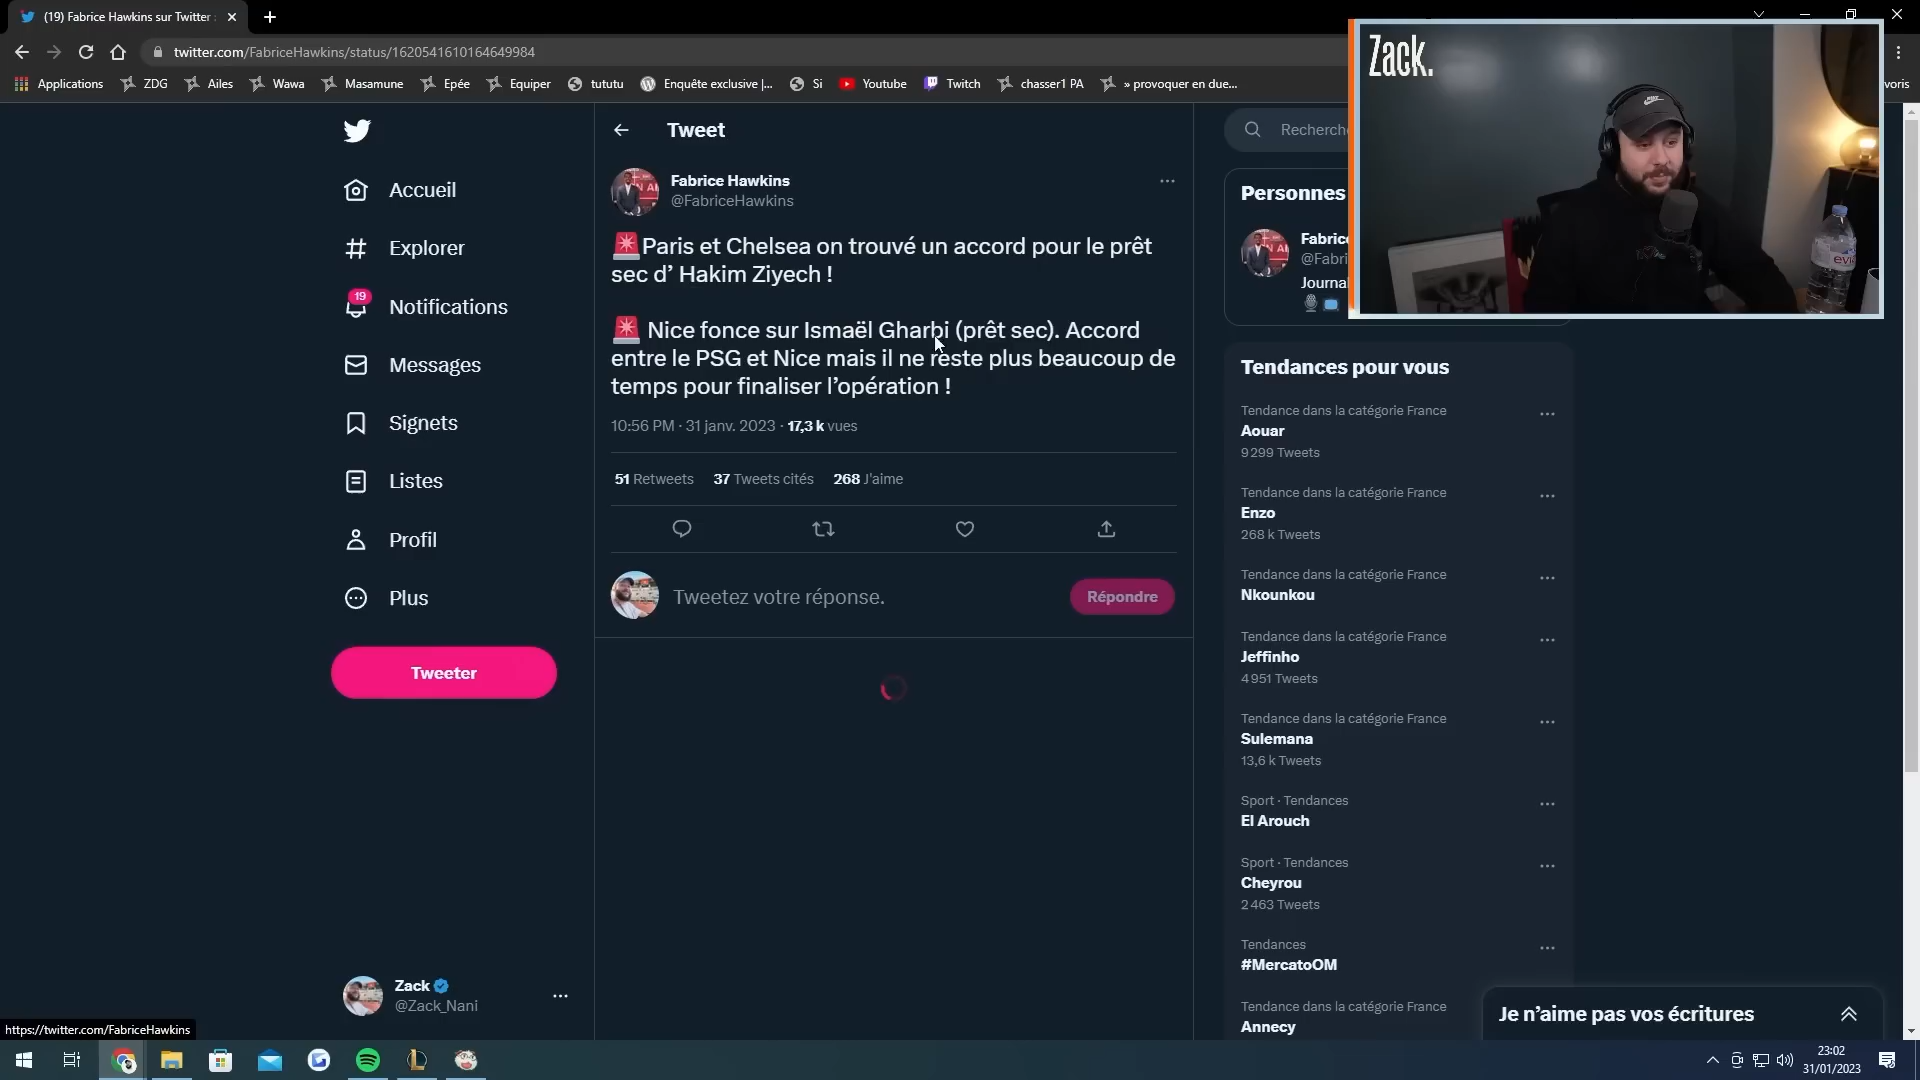 (19) Fabrice Hawkins sur Twitter
twitter.com/FabriceHawkins/status/1620541610164649984
Applications
ZDG
Ailes
Wawa
Masamune
Epée
Equiper
tututu
Enquête exclusive |...
Si
Youtube
Twitch
chasser1 PA
» provoquer en due...
voris
Zack.
evia
Accueil
Explorer
19
Notifications
Messages
Signets
Listes
Profil
Plus
Tweeter
Zack
@Zack_Nani
https://twitter.com/FabriceHawkins
Tweet
Fabrice Hawkins
@FabriceHawkins
🚨Paris et Chelsea on trouvé un accord pour le prêt
sec d’ Hakim Ziyech !
🚨 Nice fonce sur Ismaël Gharbi (prêt sec). Accord
entre le PSG et Nice mais il ne reste plus beaucoup de
temps pour finaliser l’opération !
10:56 PM · 31 janv. 2023 · 17,3 k vues
51 Retweets 37 Tweets cités 268 J'aime
Tweetez votre réponse.
Répondre
Recherch
Personnes
Fabric
@Fabri
Journal
Tendances pour vous
Tendance dans la catégorie France
Aouar
9 299 Tweets
Tendance dans la catégorie France
Enzo
268 k Tweets
Tendance dans la catégorie France
Nkounkou
Tendance dans la catégorie France
Jeffinho
4 951 Tweets
Tendance dans la catégorie France
Sulemana
13,6 k Tweets
Sport · Tendances
El Arouch
Sport · Tendances
Cheyrou
2 463 Tweets
Tendances
#MercatoOM
Tendance dans la catégorie France
Annecy
Je n’aime pas vos écritures
23:02
31/01/2023